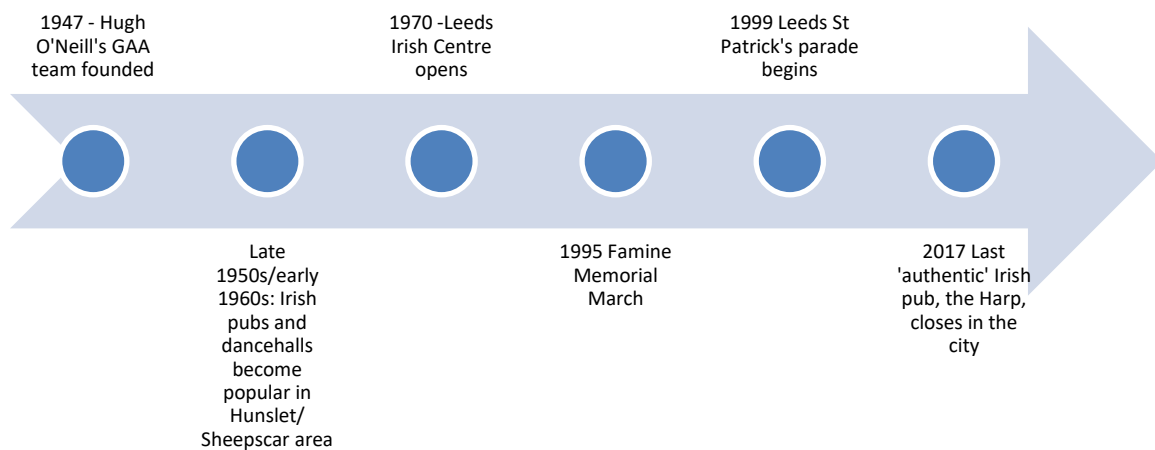 1947 - Hugh
O'Neill's GAA
team founded
Late
1950s/early
1960s: Irish
pubs and
dancehalls
become
popular in
Hunslet/
Sheepscar area
1970 -Leeds
Irish Centre
opens
1995 Famine
Memorial
March
1999 Leeds St
Patrick's parade
begins
2017 Last
'authentic' Irish
pub, the Harp,
closes in the
city